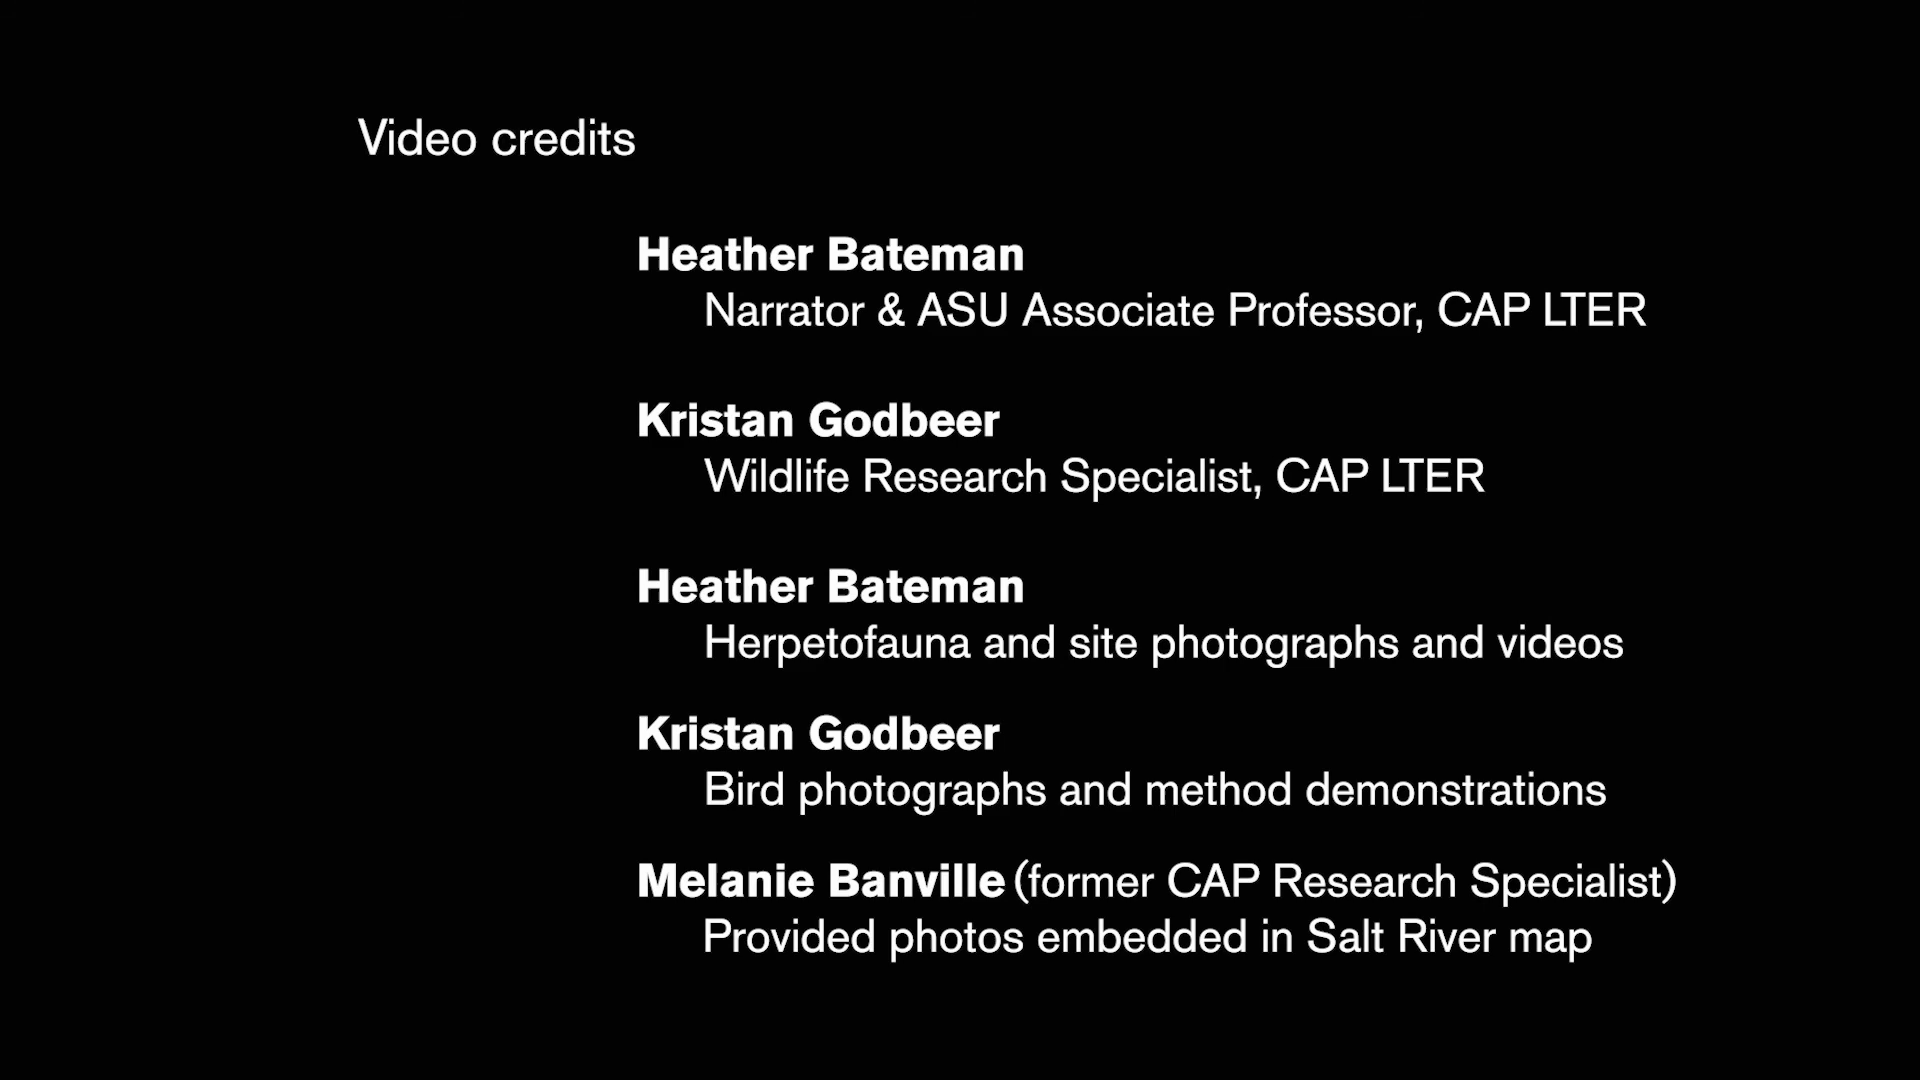 Video credits
Heather Bateman
Narrator & ASU Associate Professor, CAP LTER
Kristan Godbeer
Wildlife Research Specialist, CAP LTER
Heather Bateman
Herpetofauna and site photographs and videos
Kristan Godbeer
Bird photographs and method demonstrations
Melanie Banville (former CAP Research Specialist)
Provided photos embedded in Salt River map